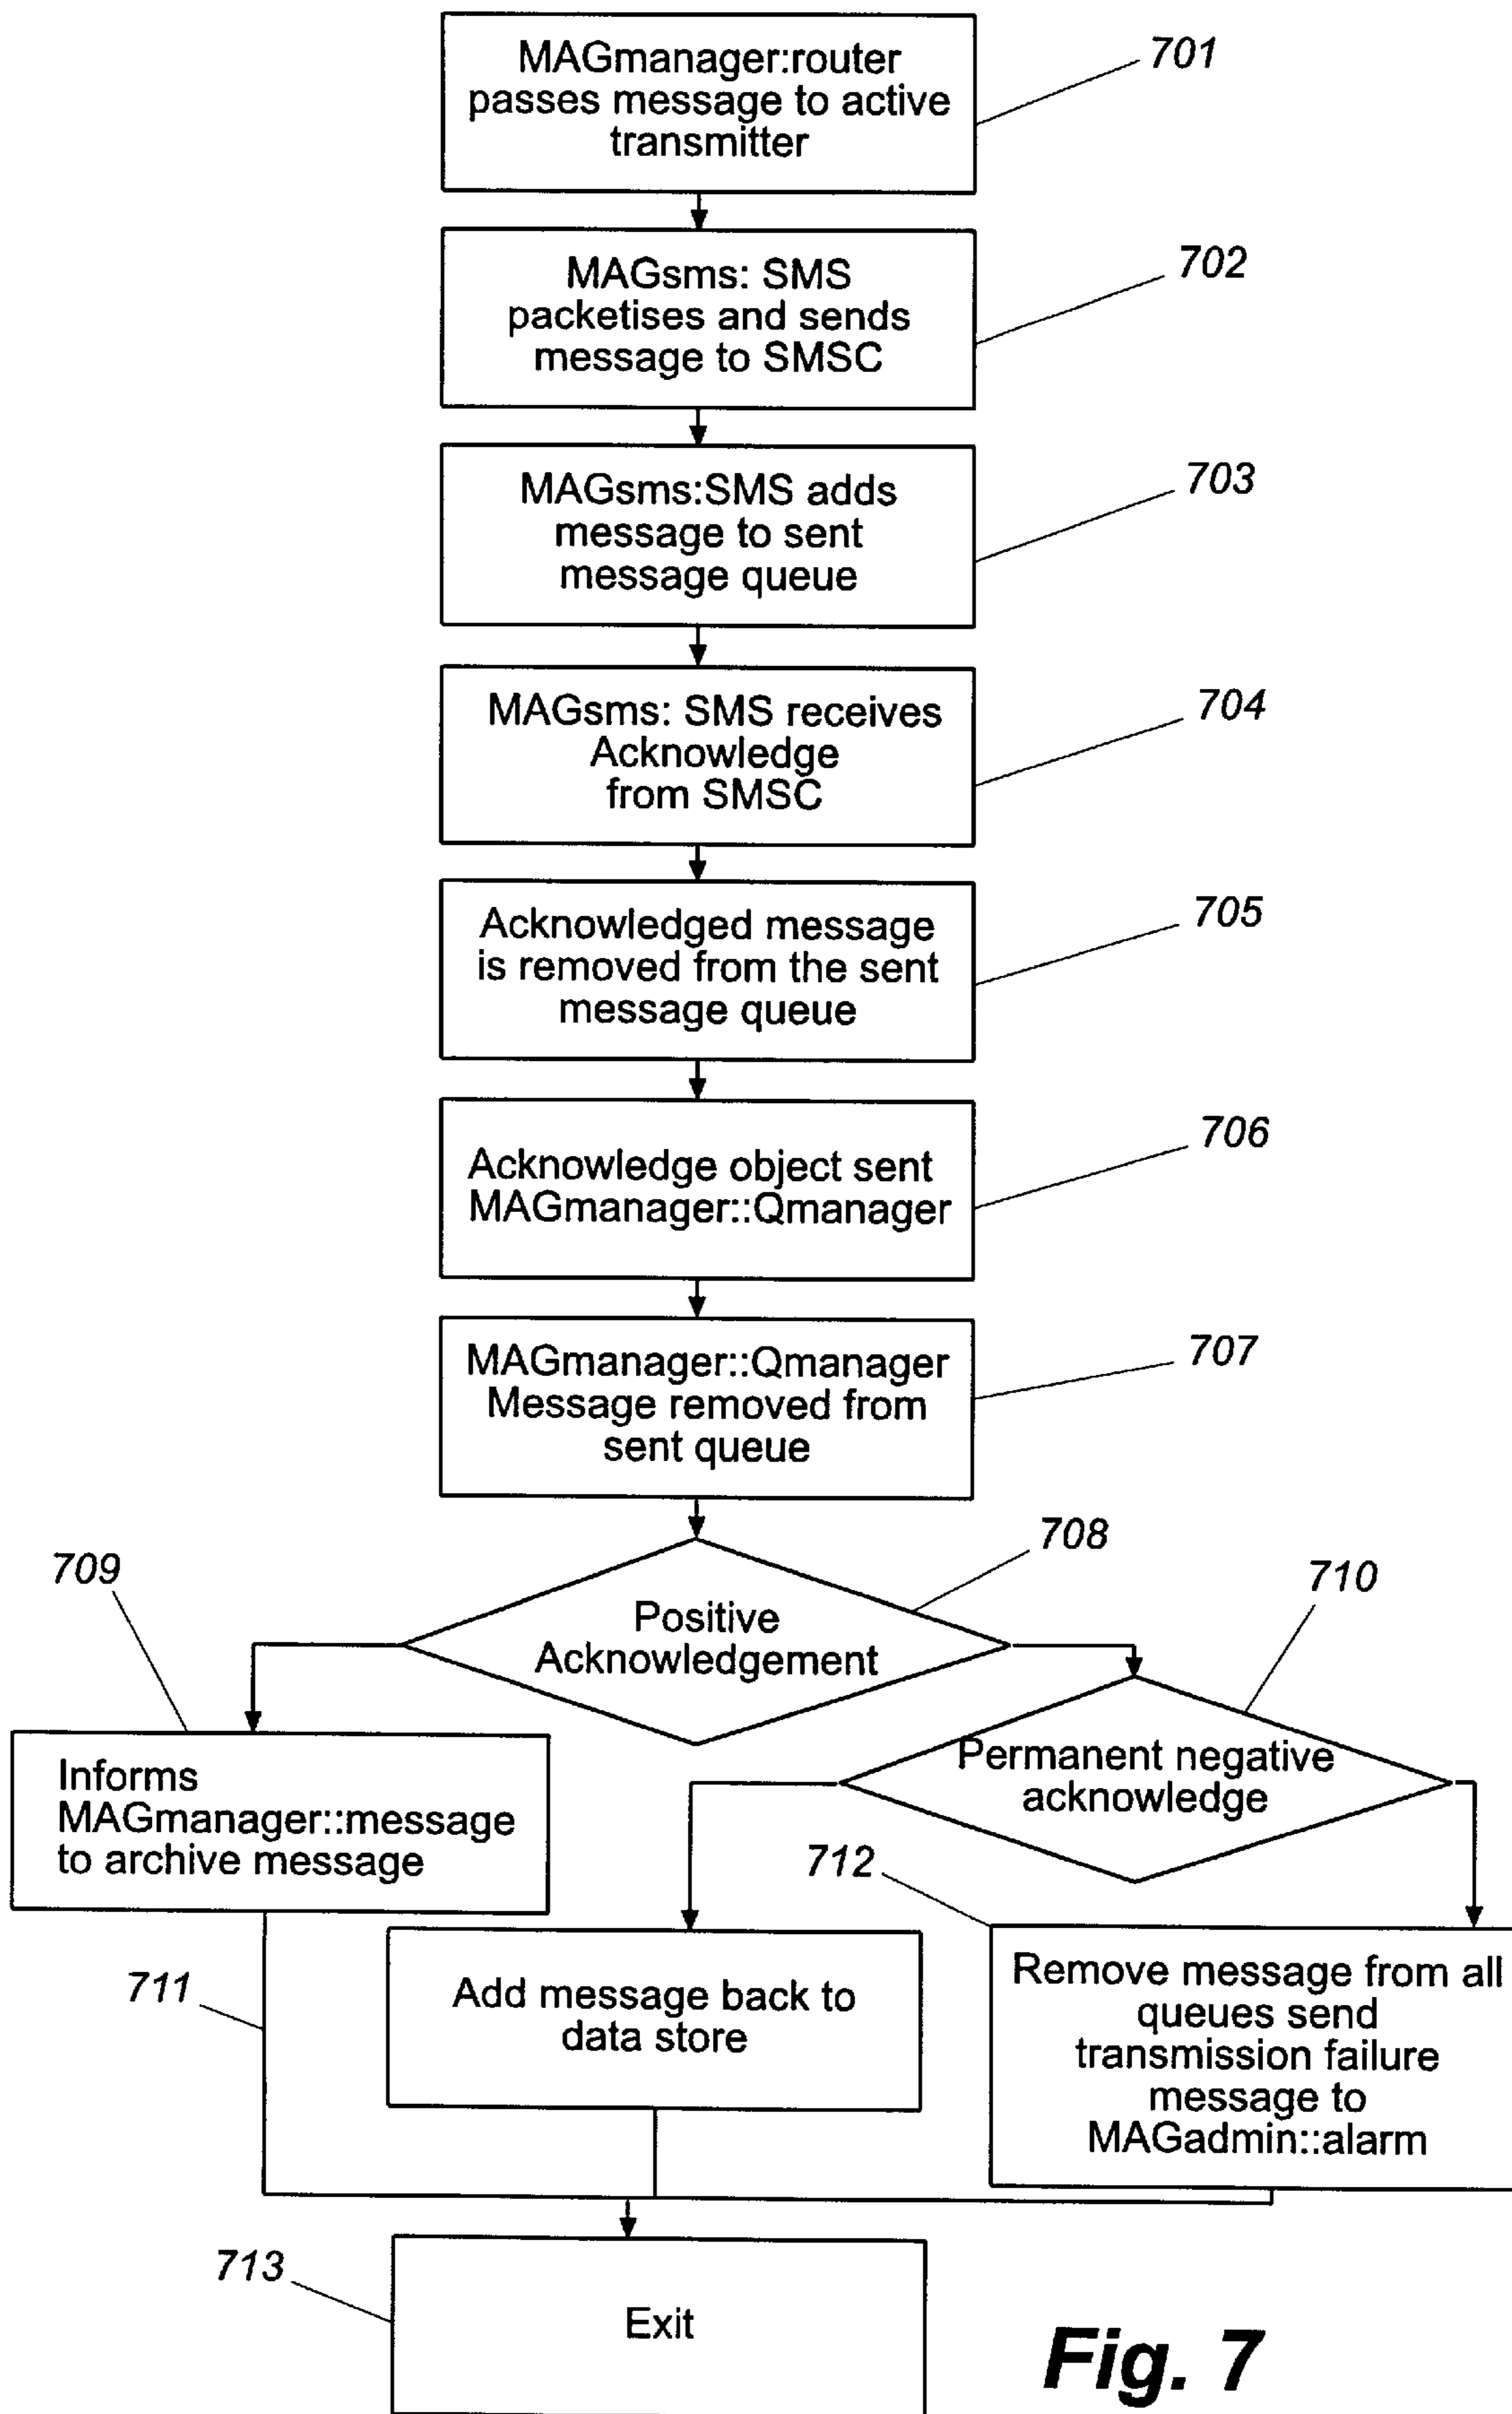 MAGmanager:router
passes message to active
transmitter
701
MAGsms: SMS
packetises and sends
message to SMSC
702
MAGsms:SMS adds
message to sent
message queue
703
MAGsms: SMS receives
Acknowledge
from SMSC
704
Acknowledged message
is removed from the sent
message queue
705
Acknowledge object sent
MAGmanager::Qmanager
706
MAGmanager::Qmanager
Message removed from
sent queue
707
Positive
Acknowledgement
708
709
Informs
MAGmanager::message
to archive message
710
Permanent negative
acknowledge
711
Add message back to
data store
712
Remove message from all
queues send
transmission failure
message to
MAGadmin::alarm
713
Exit
Fig. 7